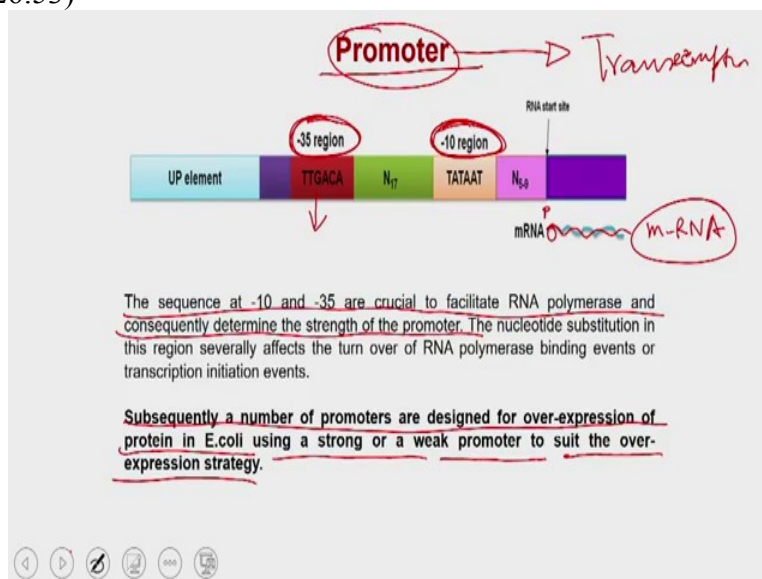 20:53)
Promoter
Transcription
RNA start site
-35 region
-10 region
UP element
TTGACA
N17
TATAAT
N5-9
P
mRNA
m-RNA
The sequence at -10 and -35 are crucial to facilitate RNA polymerase and
consequently determine the strength of the promoter. The nucleotide substitution in
this region severally affects the turn over of RNA polymerase binding events or
transcription initiation events.
Subsequently a number of promoters are designed for over-expression of
protein in E.coli using a strong or a weak promoter to suit the over-
expression strategy.